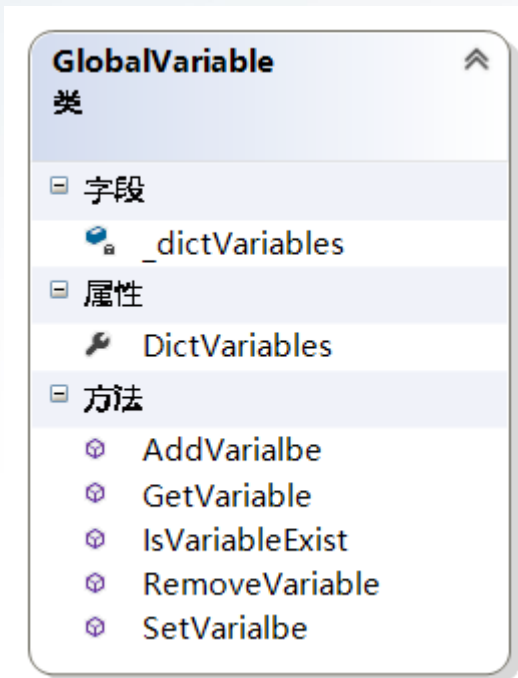 GlobalVariable
类
字段
_dictVariables
属性
DictVariables
方法
AddVarialbe
GetVariable
IsVariableExist
RemoveVariable
SetVarialbe